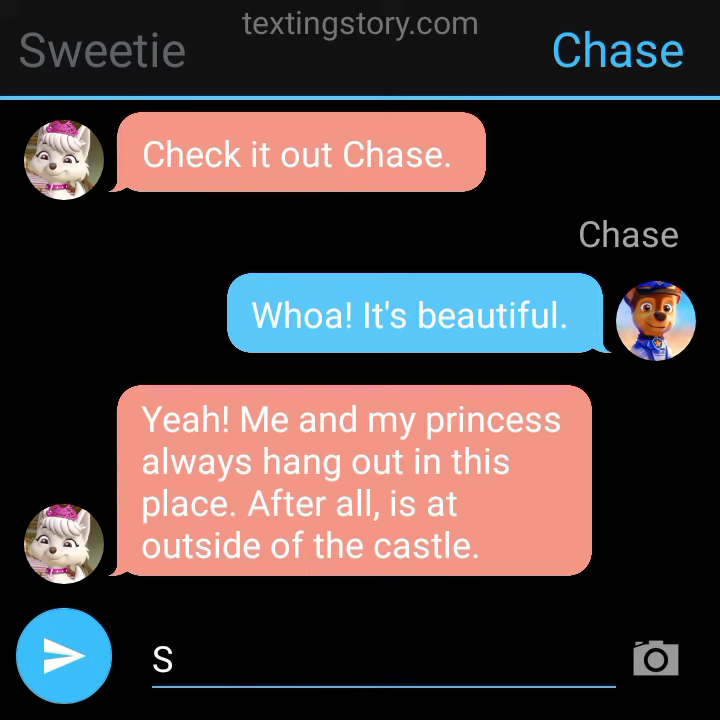 textingstory.com
Sweetie
Chase
Check it out Chase.
Chase
Whoa! It's beautiful.
Yeah! Me and my princess
always hang out in this
place. After all, is at
outside of the castle.
S